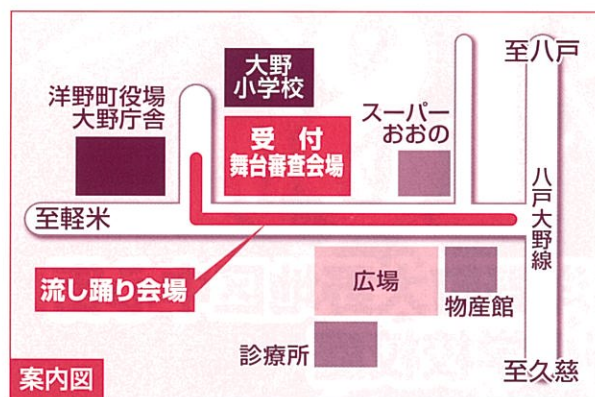 大野
小学校
至八戸
洋野町役場
大野庁舎
受 付
舞台審査会場
スーパー
おおの
至軽米
八戸大野線
流し踊り会場
広場
物産館
診療所
至久慈
案内図